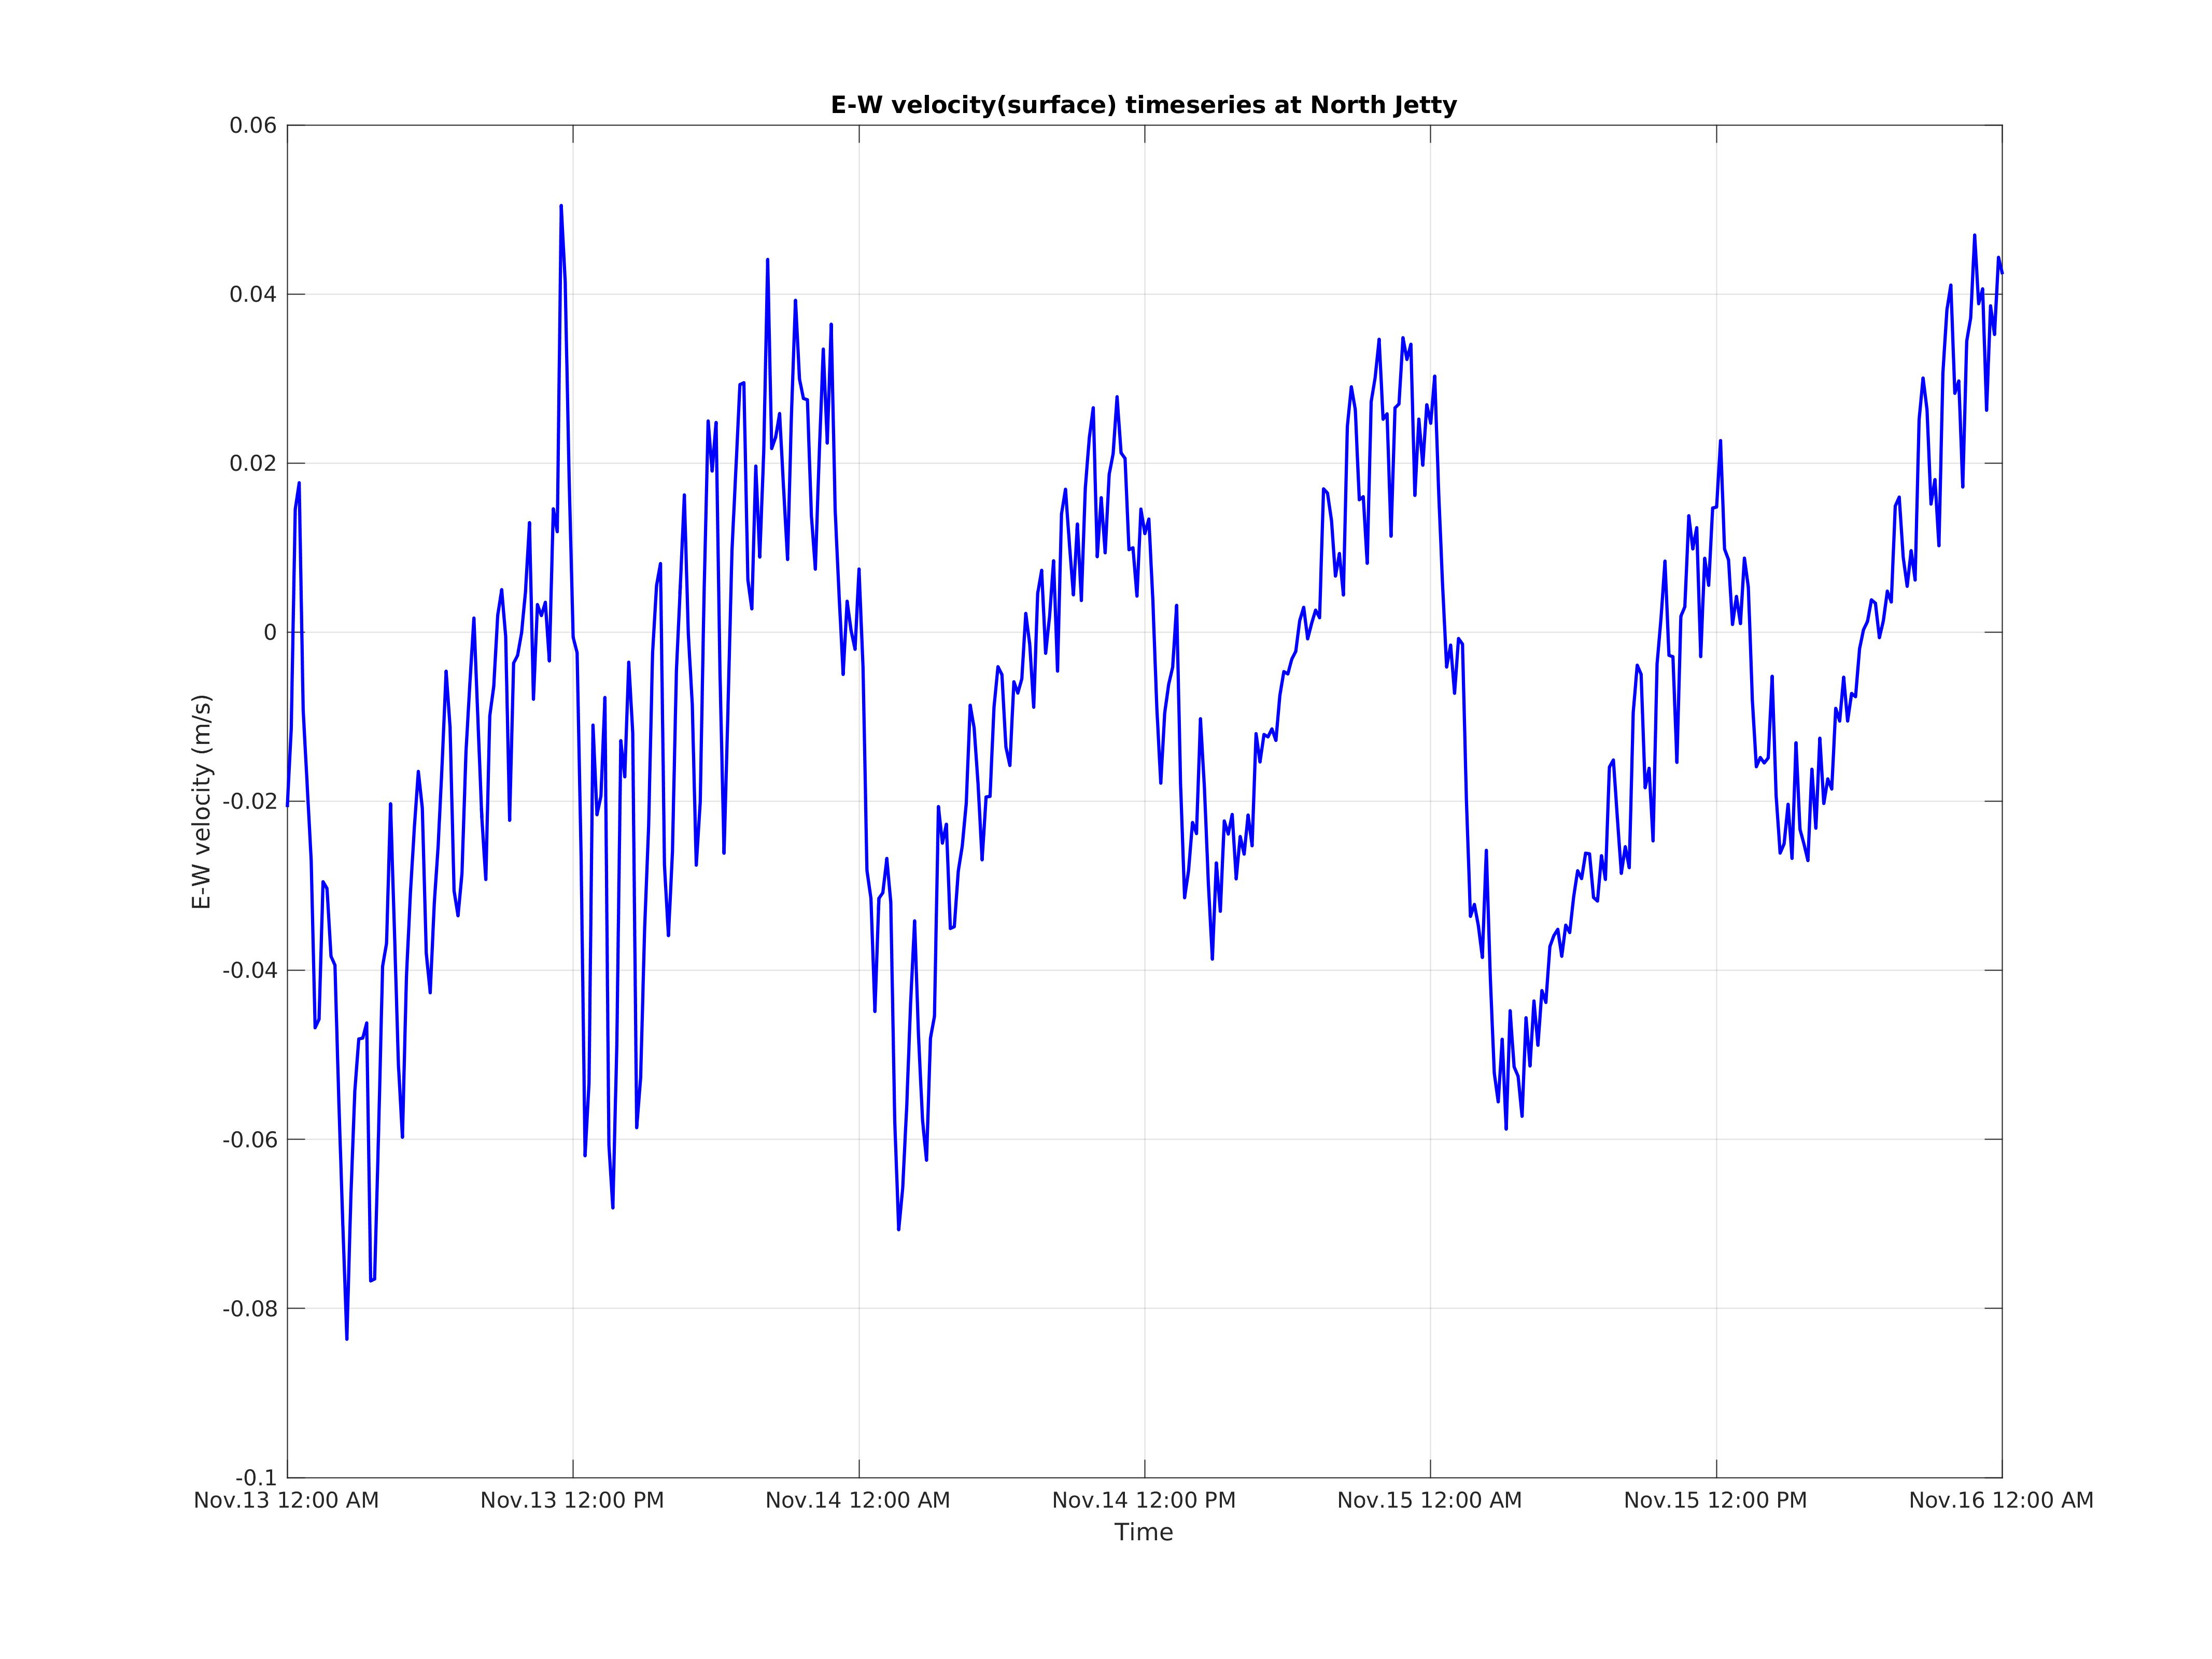 E-W velocity(surface) timeseries at North Jetty
0.06
0.04
0.02
0
-0.02
-0.04
-0.06
-0.08
-0.1
E-W velocity (m/s)
Nov.13 12:00 AM Nov.13 12:00 PM Nov.14 12:00 AM Nov.14 12:00 PM Nov.15 12:00 AM Nov.15 12:00 PM Nov.16 12:00 AM
Time